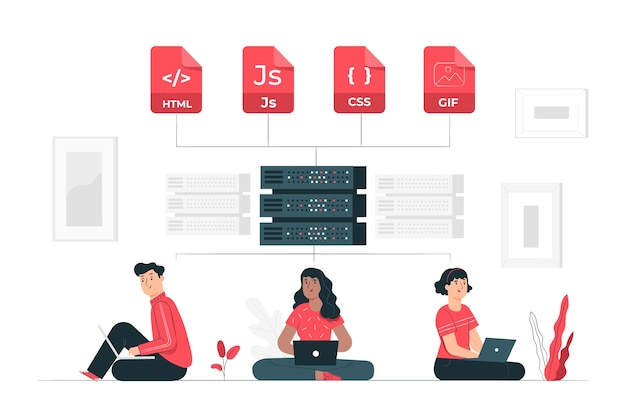 </>
HTML
Js
Js
{ }
CSS
GIF